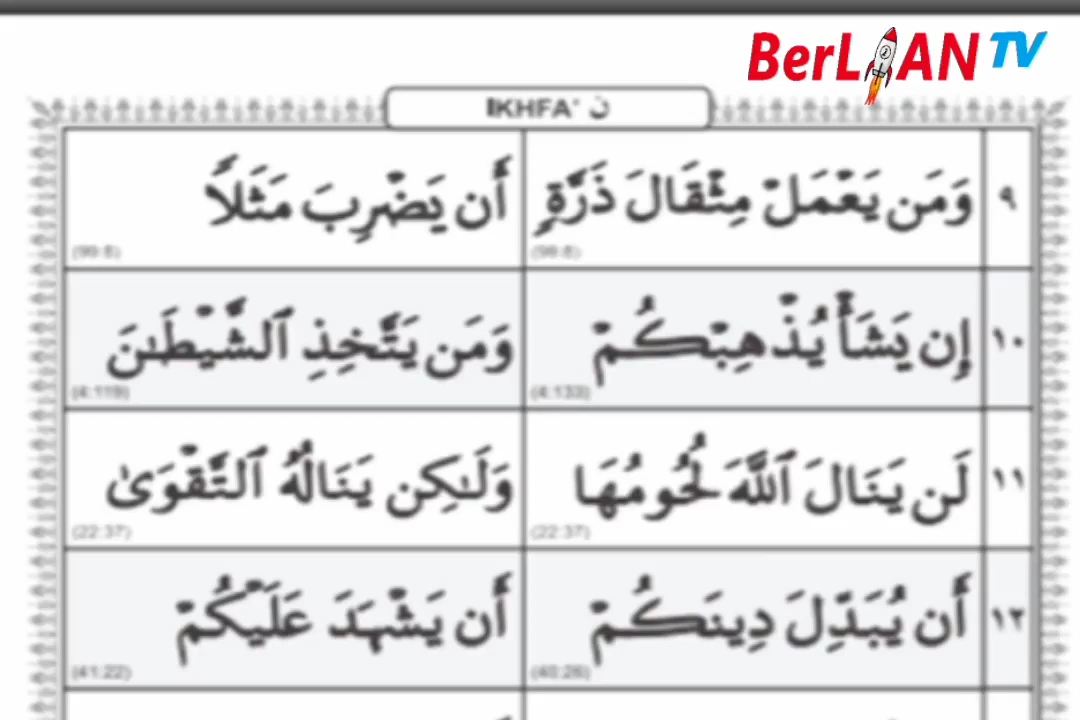 BerLIAN TV
IKHFA' ن
٩ وَمَن يَعْمَلْ مِثْقَالَ ذَرَّةٍ أَن يَضْرِبَ مَثَلًا
(99:8) (99:8)
١٠ إِن يَشَأْ يُذْهِبْكُمْ وَمَن يَتَّخِذِ ٱلشَّيْطَـٰنَ
(4:133) (4:119)
١١ لَن يَنَالَ ٱللَّهَ لُحُومُهَا وَلَـٰكِن يَنَالُهُ ٱلتَّقْوَىٰ
(22:37) (22:37)
١٢ أَن يُبَدِّلَ دِينَكُمْ أَن يَشْهَدَ عَلَيْكُمْ
(40:26) (41:22)